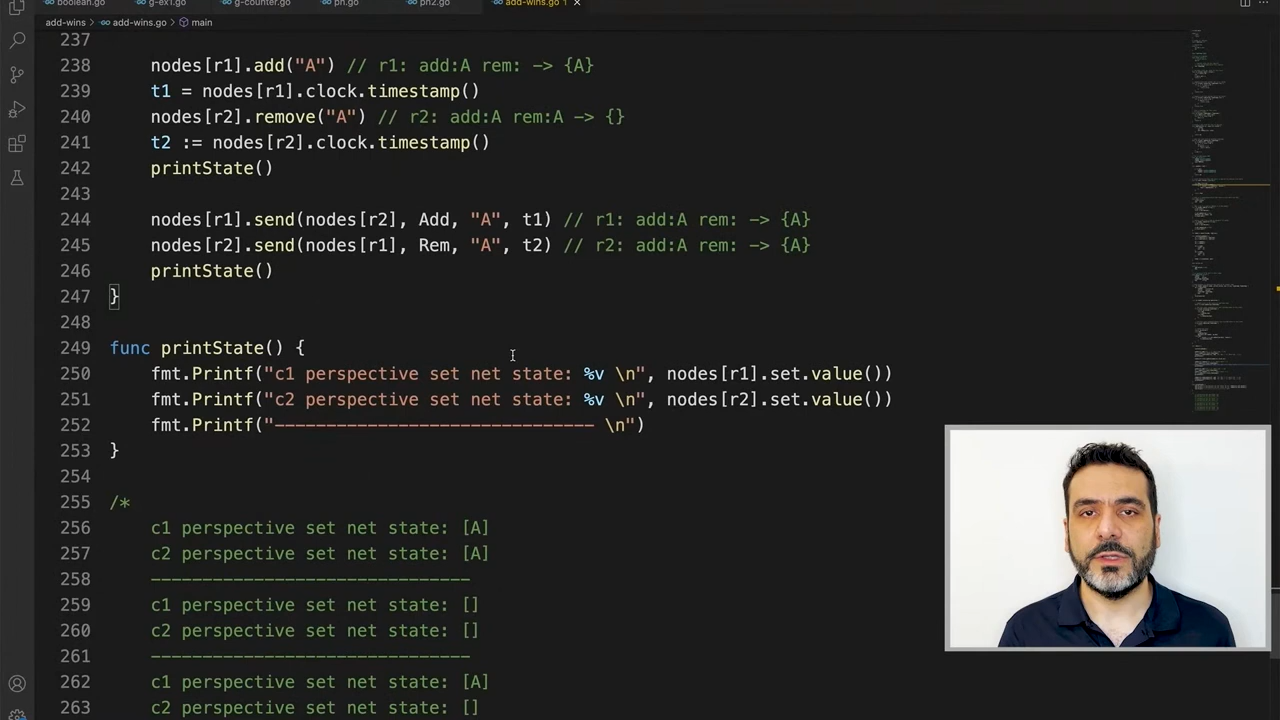 boolean.go g-ex1.go g-counter.go pn.go pn2.go add-wins.go 1 ×
add-wins > add-wins.go > main
237
238 nodes[r1].add("A") // r1: add:A rem: -> {A}
239 t1 = nodes[r1].clock.timestamp()
240 nodes[r2].remove("A") // r2: add:A rem:A -> {}
241 t2 := nodes[r2].clock.timestamp()
242 printState()
243
244 nodes[r1].send(nodes[r2], Add, "A" t1) // r1: add:A rem: -> {A}
245 nodes[r2].send(nodes[r1], Rem, "A", t2) // r2: add:A rem: -> {A}
246 printState()
247 }
248
249 func printState() {
250 fmt.Printf("c1 perspective set net state: %v \n", nodes[r1].set.value())
251 fmt.Printf("c2 perspective set net state: %v \n", nodes[r2].set.value())
252 fmt.Printf("------------------------------- \n")
253 }
254
255 /*
256 c1 perspective set net state: [A]
257 c2 perspective set net state: [A]
258 -------------------------------
259 c1 perspective set net state: []
260 c2 perspective set net state: []
261 -------------------------------
262 c1 perspective set net state: [A]
263 c2 perspective set net state: []